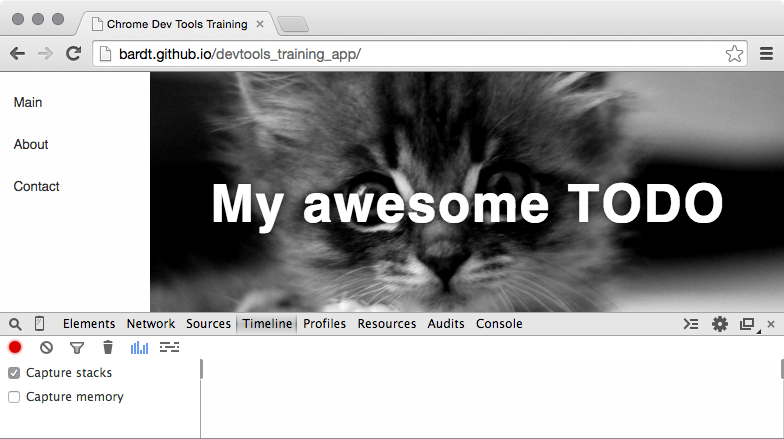 Chrome Dev Tools Training
bardt.github.io/devtools_training_app/
Main
About
Contact
My awesome TODO
Elements Network Sources Timeline Profiles Resources Audits Console
Capture stacks
Capture memory